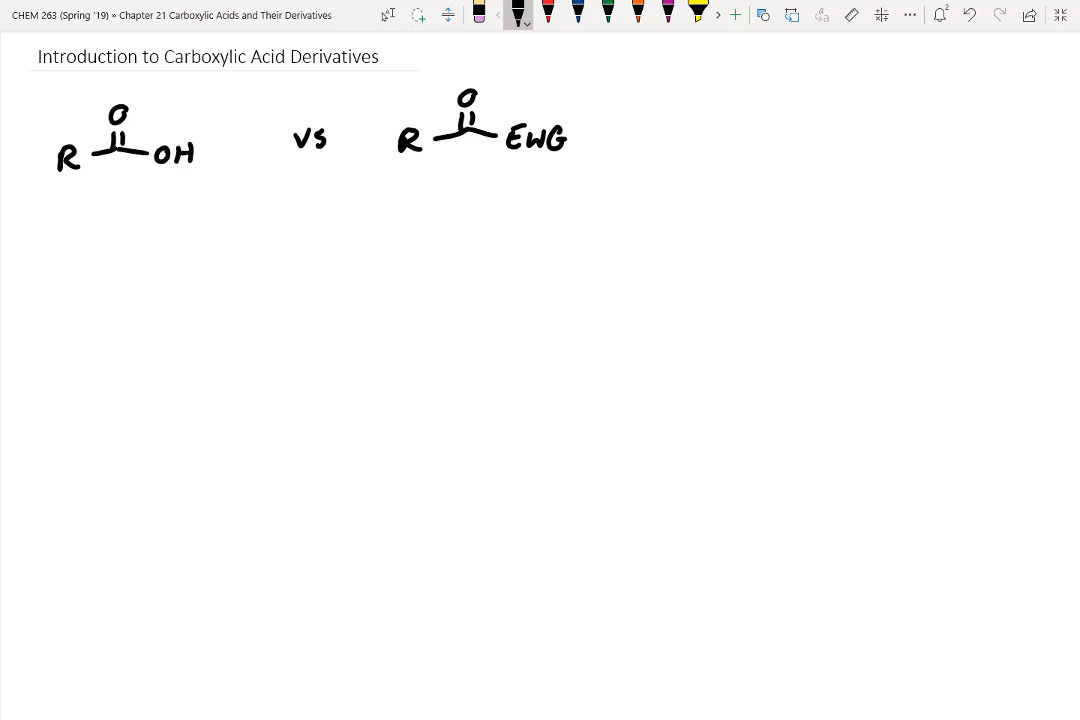 CHEM 263 (Spring '19) » Chapter 21 Carboxylic Acids and Their Derivatives
Introduction to Carboxylic Acid Derivatives
O O
R OH vs R EWG